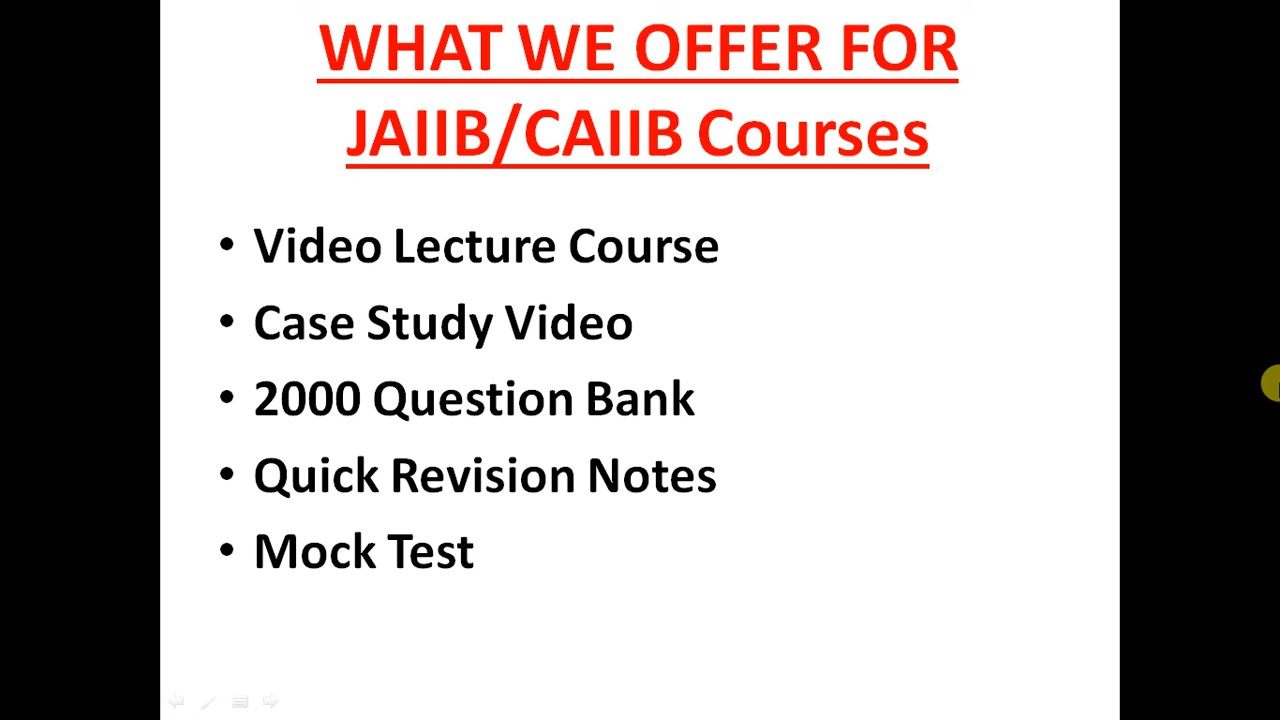 WHAT WE OFFER FOR
JAIIB/CAIIB Courses
• Video Lecture Course
• Case Study Video
• 2000 Question Bank
• Quick Revision Notes
• Mock Test